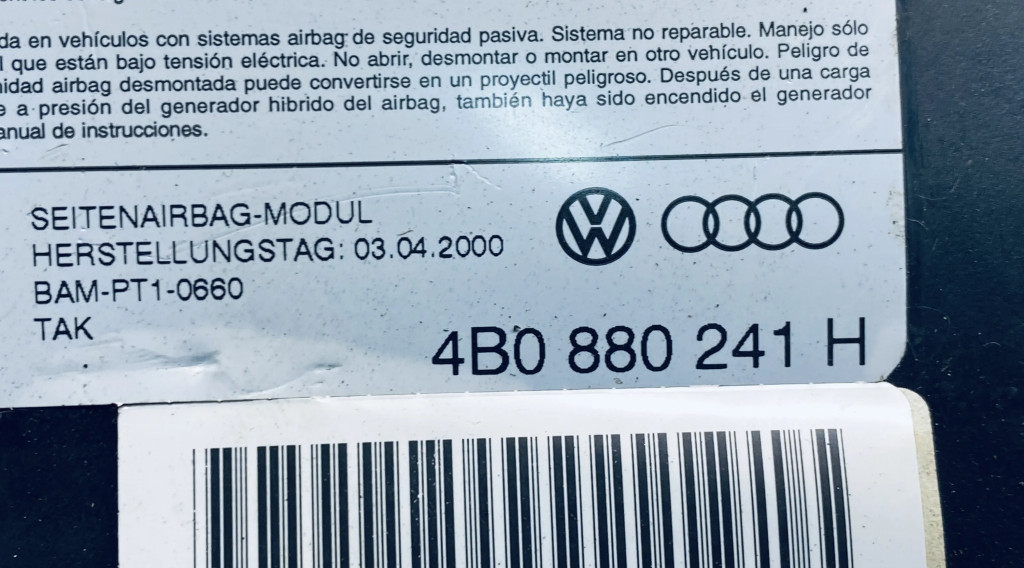 da en vehículos con sistemas airbag de seguridad pasiva. Sistema no reparable. Manejo sólo
l que están bajo tensión eléctrica. No abrir, desmontar o montar en otro vehículo. Peligro de
nidad airbag desmontada puede convertirse en un proyectil peligroso. Después de una carga
e a presión del generador hibrido del airbag, también haya sido encendido el generador
anual de instrucciones.
SEITENAIRBAG-MODUL
HERSTELLUNGSTAG: 03.04.2000
BAM-PT1-0660
TAK
VW
4B0 880 241 H